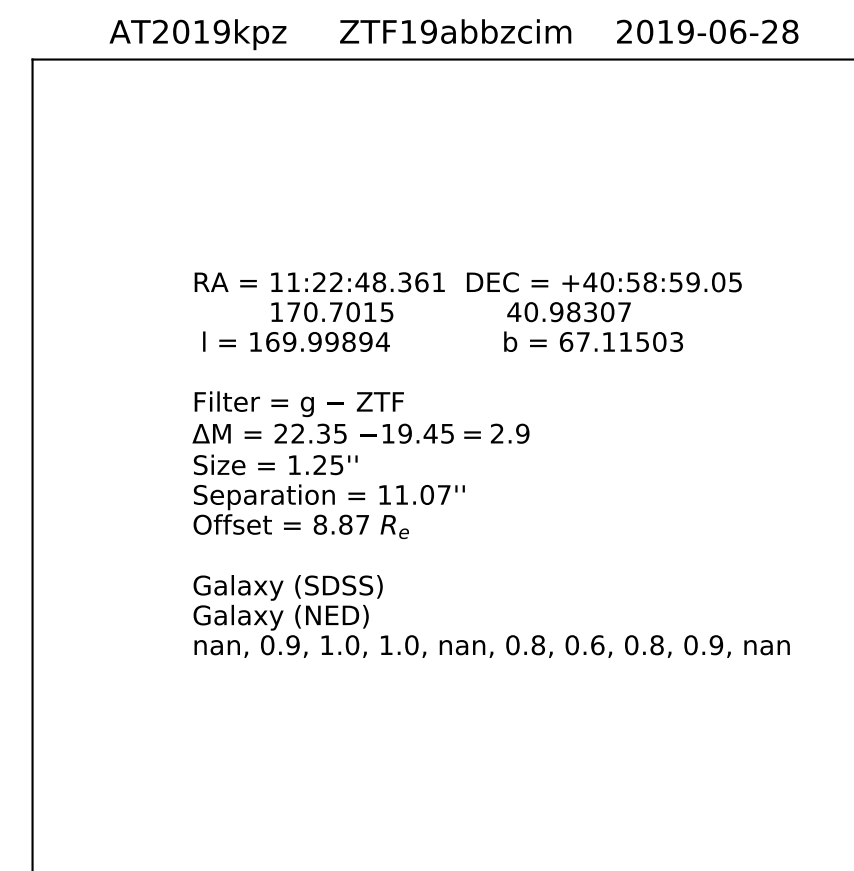 AT2019kpz ZTF19abbzcim 2019-06-28
RA = 11:22:48.361 DEC = +40:58:59.05
170.7015 40.98307
l = 169.99894 b = 67.11503
Filter = g − ZTF
ΔM = 22.35 −19.45 = 2.9
Size = 1.25''
Separation = 11.07''
Offset = 8.87 Rₑ
Galaxy (SDSS)
Galaxy (NED)
nan, 0.9, 1.0, 1.0, nan, 0.8, 0.6, 0.8, 0.9, nan